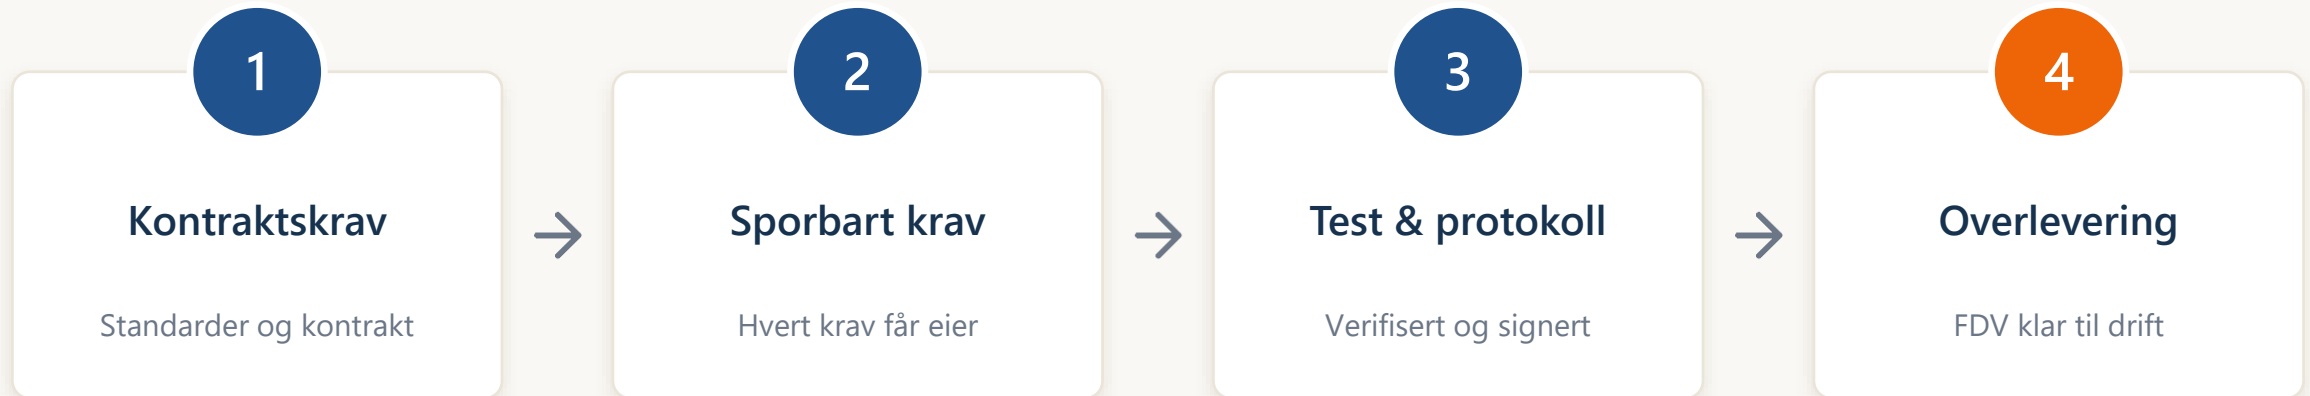 1
Kontraktskrav
Standarder og kontrakt
2
Sporbart krav
Hvert krav får eier
3
Test & protokoll
Verifisert og signert
4
Overlevering
FDV klar til drift